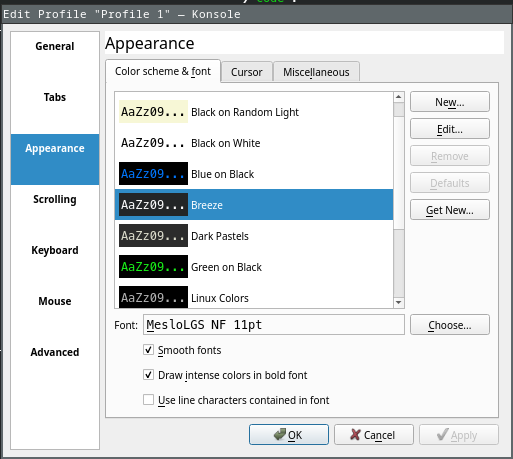 code
Edit Profile "Profile 1" — Konsole
General
Tabs
Appearance
Scrolling
Keyboard
Mouse
Advanced
Appearance
Color scheme & font
Cursor
Miscellaneous
AaZz09... Black on Random Light
AaZz09... Black on White
AaZz09... Blue on Black
AaZz09... Breeze
AaZz09... Dark Pastels
AaZz09... Green on Black
AaZz09... Linux Colors
New...
Edit...
Remove
Defaults
Get New...
Font: MesloLGS NF 11pt
Choose...
Smooth fonts
Draw intense colors in bold font
Use line characters contained in font
OK
Cancel
Apply